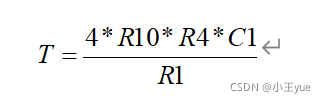 T = 4*R10*R4*C1 / R1
CSDN @小王yue